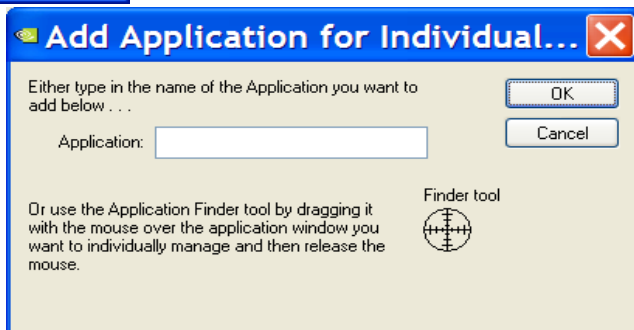 Add Application for Individual...
Either type in the name of the Application you want to
add below . . .
OK
Application:
Cancel
Finder tool
Or use the Application Finder tool by dragging it
with the mouse over the application window you
want to individually manage and then release the
mouse.